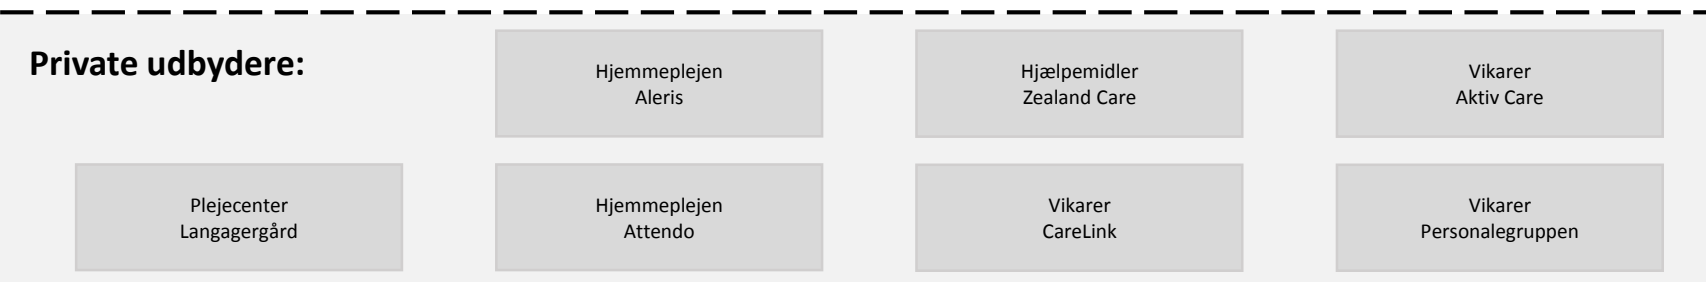 Private udbydere:
Hjemmeplejen
Aleris
Hjælpemidler
Zealand Care
Vikarer
Aktiv Care
Plejecenter
Langagergård
Hjemmeplejen
Attendo
Vikarer
CareLink
Vikarer
Personalegruppen